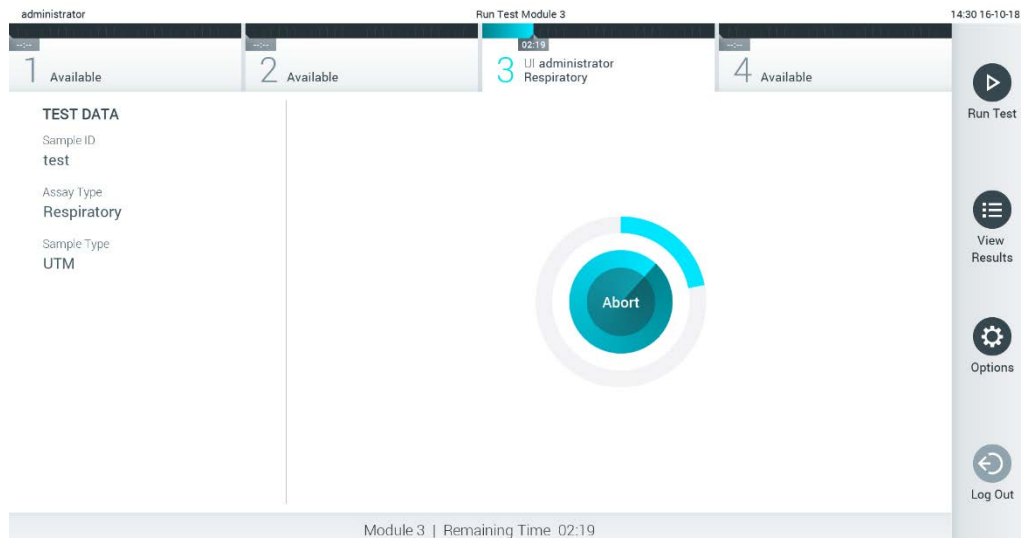 administrator
Run Test Module 3
14:30 16-10-18
--:--
--:--
02:19
--:--
1 Available
2 Available
3 UI administrator
Respiratory
4 Available
TEST DATA
Sample ID
test
Assay Type
Respiratory
Sample Type
UTM
Abort
Run Test
View
Results
Options
Log Out
Module 3 | Remaining Time 02:19